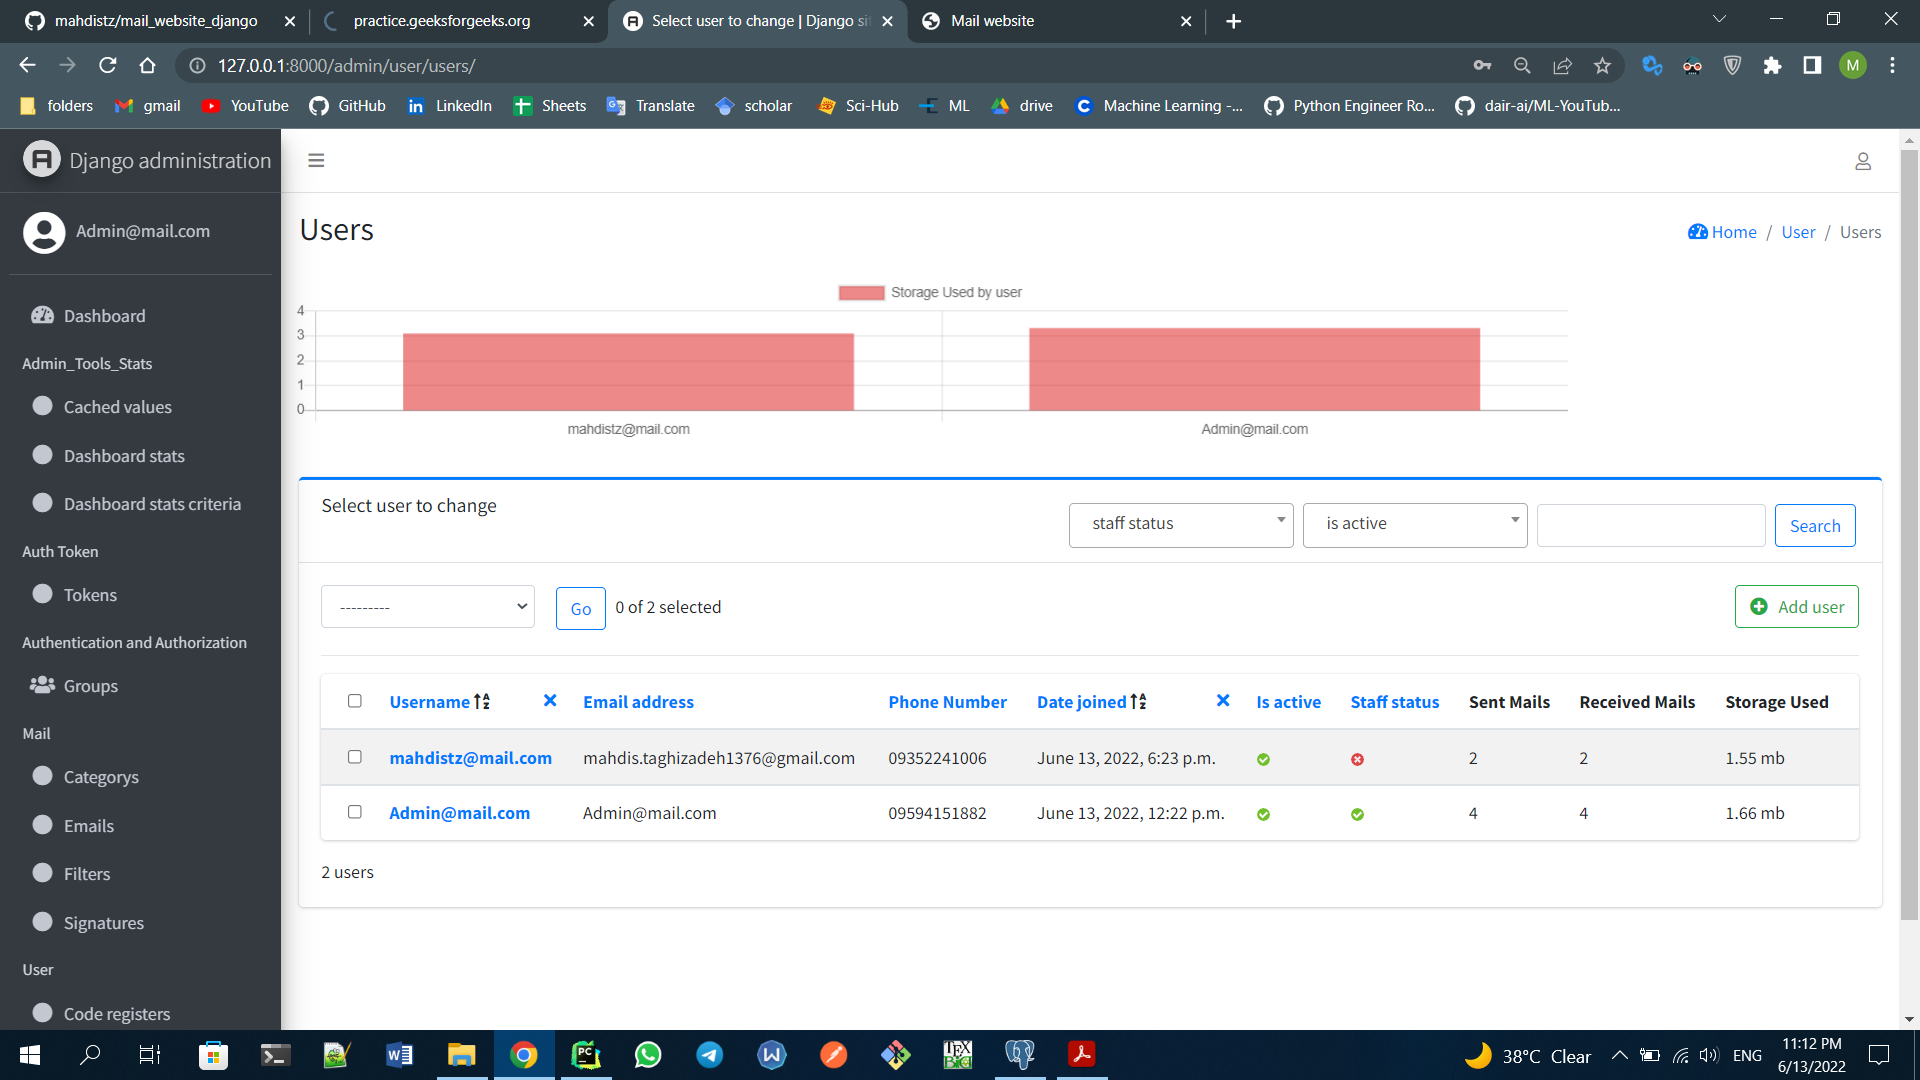 mahdistz/mail_website_django
practice.geeksforgeeks.org
Select user to change | Django si
Mail website
127.0.0.1:8000/admin/user/users/
M
folders
gmail
YouTube
GitHub
LinkedIn
Sheets
Translate
scholar
Sci-Hub
ML
drive
Machine Learning -...
Python Engineer Ro...
dair-ai/ML-YouTub...
Django administration
Admin@mail.com
Dashboard
Admin_Tools_Stats
Cached values
Dashboard stats
Dashboard stats criteria
Auth Token
Tokens
Authentication and Authorization
Groups
Mail
Categorys
Emails
Filters
Signatures
User
Code registers
Users
Home / User / Users
Storage Used by user
4
3
2
1
0
mahdistz@mail.com
Admin@mail.com
Select user to change
staff status
is active
Search
---------
Go
0 of 2 selected
Add user
Username Email address Phone Number Date joined Is active Staff status Sent Mails Received Mails Storage Used
mahdistz@mail.com mahdis.taghizadeh1376@gmail.com 09352241006 June 13, 2022, 6:23 p.m. 2 2 1.55 mb
Admin@mail.com Admin@mail.com 09594151882 June 13, 2022, 12:22 p.m. 4 4 1.66 mb
2 users
38°C Clear
ENG
11:12 PM
6/13/2022